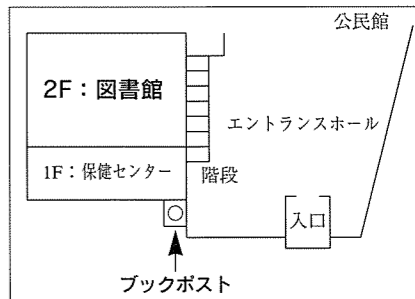 公民館
2F：図書館
エントランスホール
1F：保健センター
階段
入口
ブックポスト